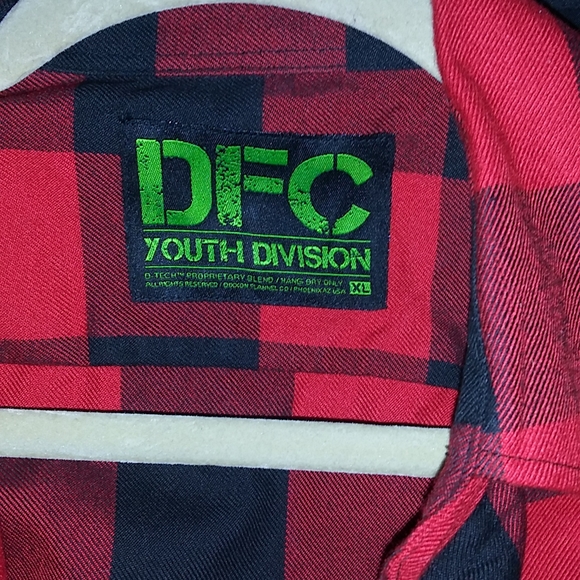 DFC
YOUTH DIVISION
D-TECH™ PROPRIETARY BLEND / HANG DRY ONLY
ALL RIGHTS RESERVED / DIXXON FLANNEL CO / PHOENIX AZ USA
XL